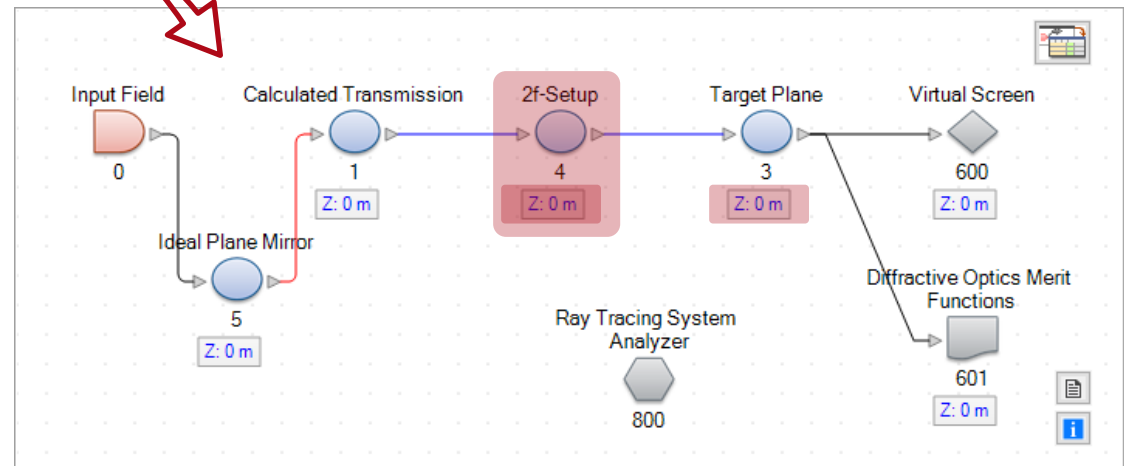 Input Field
0
Calculated Transmission
1
Z: 0 m
2f-Setup
4
Z: 0 m
Target Plane
3
Z: 0 m
Virtual Screen
600
Z: 0 m
Ideal Plane Mirror
5
Z: 0 m
Ray Tracing System
Analyzer
800
Diffractive Optics Merit
Functions
601
Z: 0 m
i